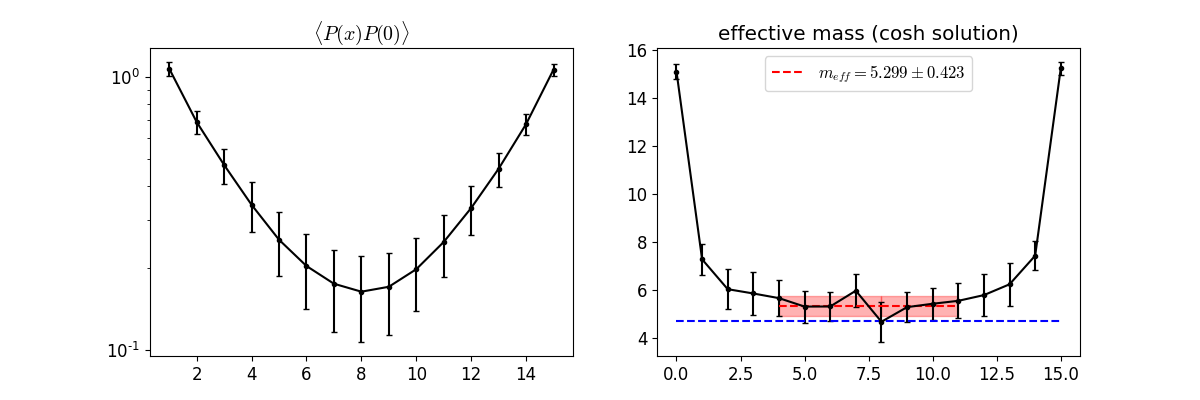 ⟨P(x)P(0)⟩
10⁰
10⁻¹
2 4 6 8 10 12 14
effective mass (cosh solution)
m_eff = 5.299 ± 0.423
16
14
12
10
8
6
4
0.0 2.5 5.0 7.5 10.0 12.5 15.0